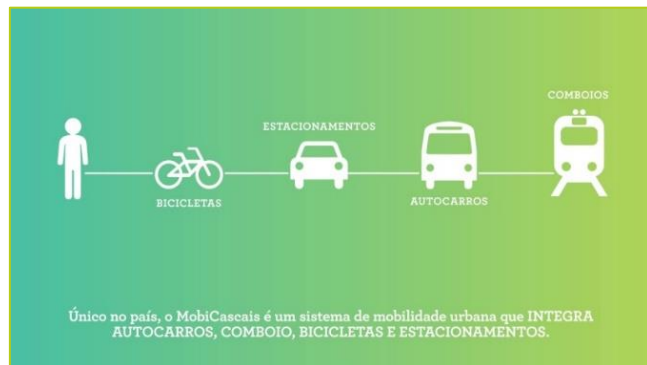 COMBOIOS
ESTACIONAMENTOS
BICICLETAS
AUTOCARROS
Único no país, o MobiCascais é um sistema de mobilidade urbana que INTEGRA
AUTOCARROS, COMBOIO, BICICLETAS E ESTACIONAMENTOS.